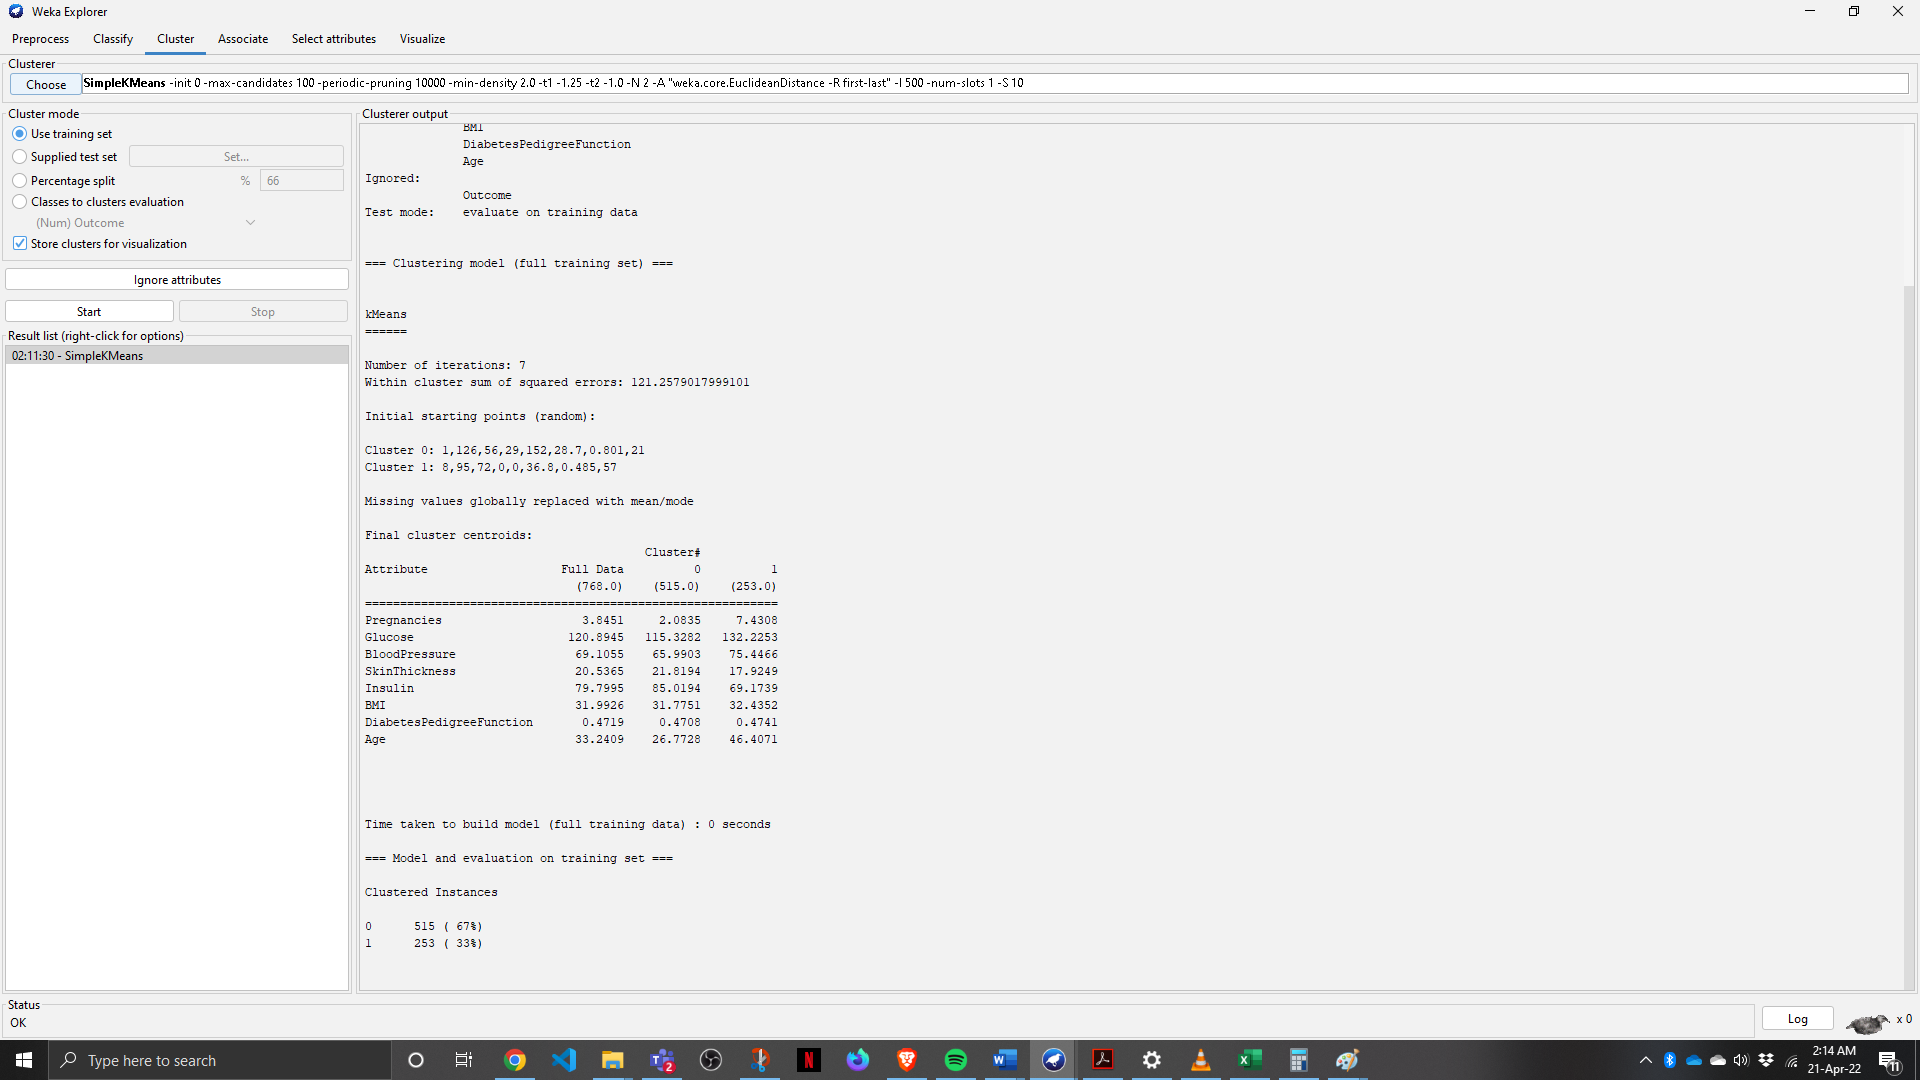 Weka Explorer
Preprocess Classify Cluster Associate Select attributes Visualize
Clusterer
Choose SimpleKMeans -init 0 -max-candidates 100 -periodic-pruning 10000 -min-density 2.0 -t1 -1.25 -t2 -1.0 -N 2 -A "weka.core.EuclideanDistance -R first-last" -I 500 -num-slots 1 -S 10
Cluster mode
Use training set
Supplied test set Set...
Percentage split % 66
Classes to clusters evaluation
(Num) Outcome
Store clusters for visualization
Ignore attributes
Start Stop
Result list (right-click for options)
02:11:30 - SimpleKMeans
Clusterer output
BMI
DiabetesPedigreeFunction
Age
Ignored:
Outcome
Test mode: evaluate on training data
=== Clustering model (full training set) ===
kMeans
======
Number of iterations: 7
Within cluster sum of squared errors: 121.2579017999101
Initial starting points (random):
Cluster 0: 1,126,56,29,152,28.7,0.801,21
Cluster 1: 8,95,72,0,0,36.8,0.485,57
Missing values globally replaced with mean/mode
Final cluster centroids:
Cluster#
Attribute Full Data 0 1
(768.0) (515.0) (253.0)
============================================================
Pregnancies 3.8451 2.0835 7.4308
Glucose 120.8945 115.3282 132.2253
BloodPressure 69.1055 65.9903 75.4466
SkinThickness 20.5365 21.8194 17.9249
Insulin 79.7995 85.0194 69.1739
BMI 31.9926 31.7751 32.4352
DiabetesPedigreeFunction 0.4719 0.4708 0.4741
Age 33.2409 26.7728 46.4071
Time taken to build model (full training data) : 0 seconds
=== Model and evaluation on training set ===
Clustered Instances
0 515 ( 67%)
1 253 ( 33%)
Status
OK
Log x 0
Type here to search
2
2:14 AM
21-Apr-22
11